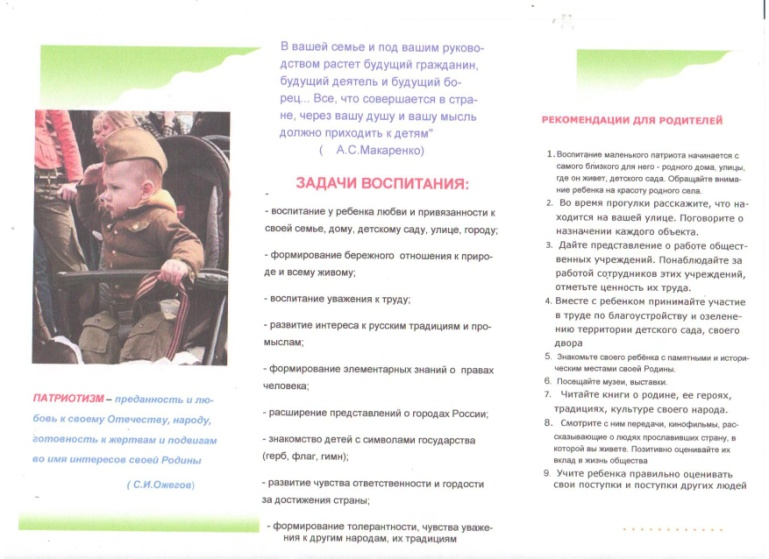 ПАТРИОТИЗМ – преданность и лю-
бовь к своему Отечеству, народу,
готовность к жертвам и подвигам
во имя интересов своей Родины
( С.И.Ожегов)
В вашей семье и под вашим руково-
дством растет будущий гражданин,
будущий деятель и будущий бо-
рец... Все, что совершается в стра-
не, через вашу душу и вашу мысль
должно приходить к детям"
( А.С.Макаренко)
ЗАДАЧИ ВОСПИТАНИЯ:
- воспитание у ребенка любви и привязанности к
своей семье, дому, детскому саду, улице, городу;
- формирование бережного отношения к приро-
де и всему живому;
- воспитание уважения к труду;
- развитие интереса к русским традициям и про-
мыслам;
- формирование элементарных знаний о правах
человека;
- расширение представлений о городах России;
- знакомство детей с символами государства
(герб, флаг, гимн);
- развитие чувства ответственности и гордости
за достижения страны;
- формирование толерантности, чувства уваже-
ния к другим народам, их традициям
РЕКОМЕНДАЦИИ ДЛЯ РОДИТЕЛЕЙ
1. Воспитание маленького патриота начинается с
самого близкого для него - родного дома, улицы,
где он живет, детского сада. Обращайте внима-
ние ребенка на красоту родного села.
2. Во время прогулки расскажите, что на-
ходится на вашей улице. Поговорите о
назначении каждого объекта.
3. Дайте представление о работе общест-
венных учреждений. Понаблюдайте за
работой сотрудников этих учреждений,
отметьте ценность их труда.
4. Вместе с ребенком принимайте участие
в труде по благоустройству и озелене-
нию территории детского сада, своего
двора
5. Знакомьте своего ребёнка с памятными и истори-
ческим местами своей Родины.
6. Посещайте музеи, выставки.
7. Читайте книги о родине, ее героях,
традициях, культуре своего народа.
8. Смотрите с ним передачи, кинофильмы, рас-
сказывающие о людях прославивших страну, в
которой вы живете. Позитивно оценивайте их
вклад в жизнь общества
9. Учите ребенка правильно оценивать
свои поступки и поступки других людей